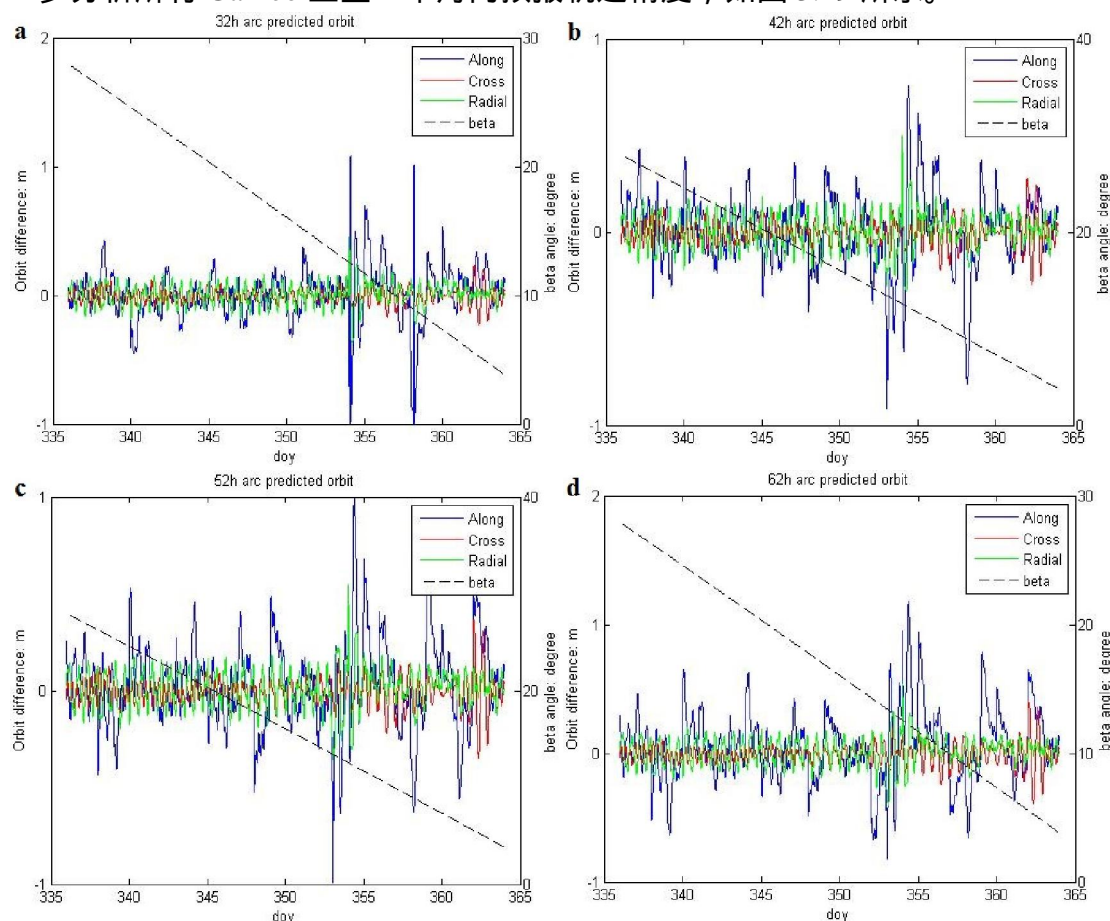 a
32h arc predicted orbit
2
1
0
-1
30
20
10
0
335
340
345
350
355
360
365
Orbit difference: m
beta angle: degree
doy
Along
Cross
Radial
beta
b
42h arc predicted orbit
1
0
-1
40
30
20
10
0
335
340
345
350
355
360
365
Orbit difference: m
beta angle: degree
doy
Along
Cross
Radial
beta
c
52h arc predicted orbit
1
0
-1
40
30
20
10
0
335
340
345
350
355
360
365
Orbit difference: m
beta angle: degree
doy
Along
Cross
Radial
beta
d
62h arc predicted orbit
2
1
0
-1
30
20
10
0
335
340
345
350
355
360
365
Orbit difference: m
beta angle: degree
doy
Along
Cross
Radial
beta